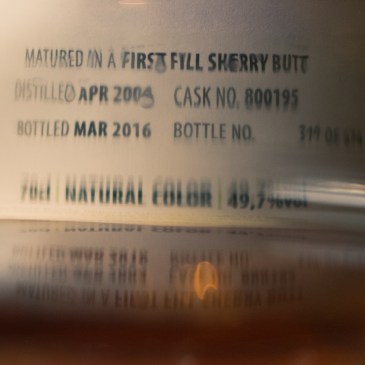 MATURED IN A FIRST FILL SHERRY BUTT
DISTILLED APR 2004 CASK NO. 800195
BOTTLED MAR 2016 BOTTLE NO.
70cl | NATURAL COLOR |